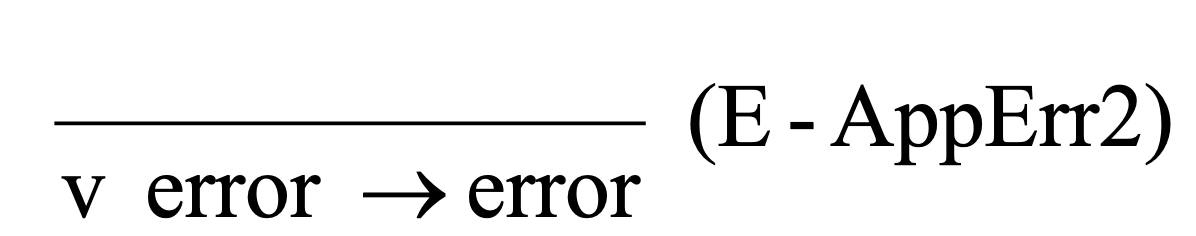 (E - AppErr2)
v error → error